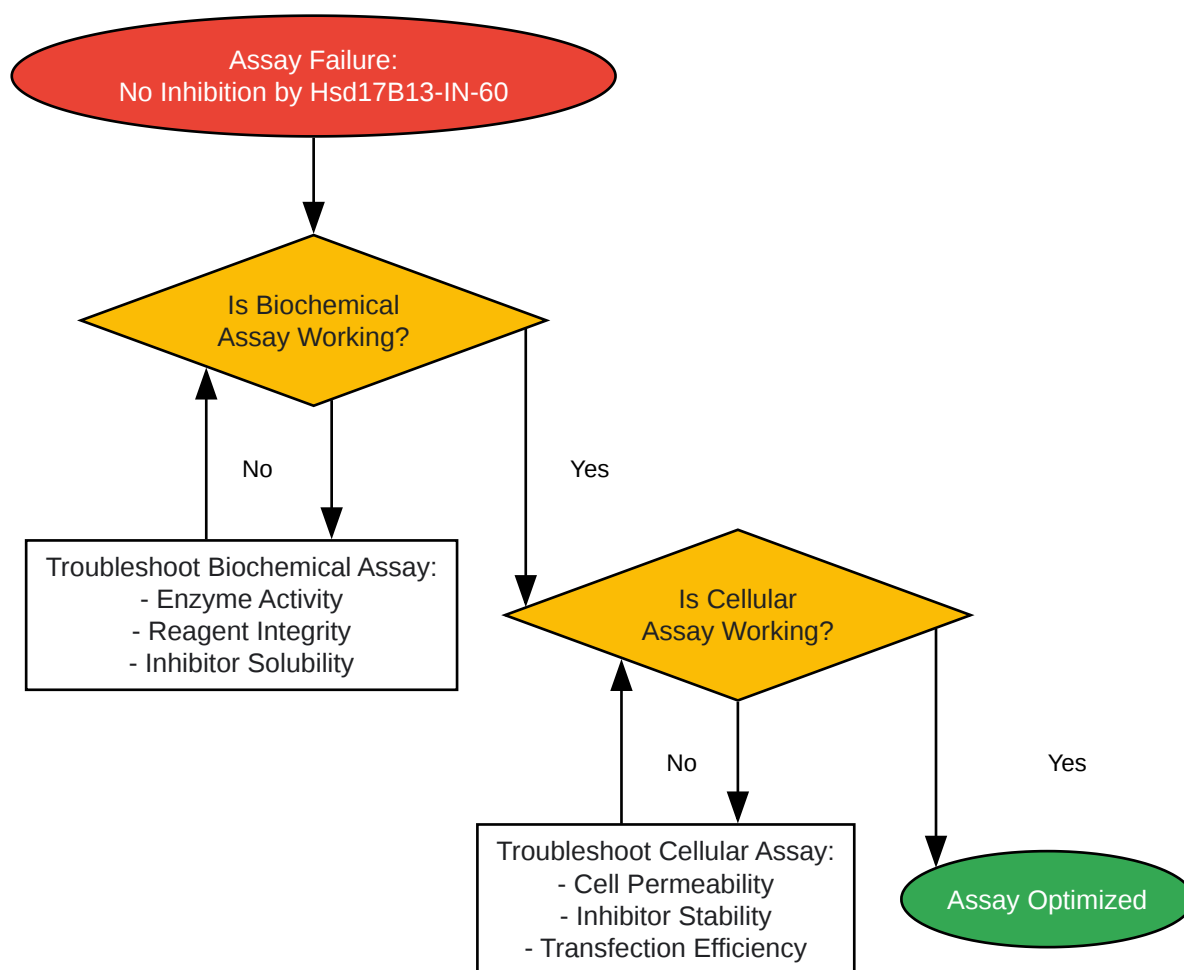 Assay Failure:
No Inhibition by Hsd17B13-IN-60
Is Biochemical
Assay Working?
No
Yes
Troubleshoot Biochemical Assay:
- Enzyme Activity
- Reagent Integrity
- Inhibitor Solubility
Is Cellular
Assay Working?
No
Yes
Troubleshoot Cellular Assay:
- Cell Permeability
- Inhibitor Stability
- Transfection Efficiency
Assay Optimized